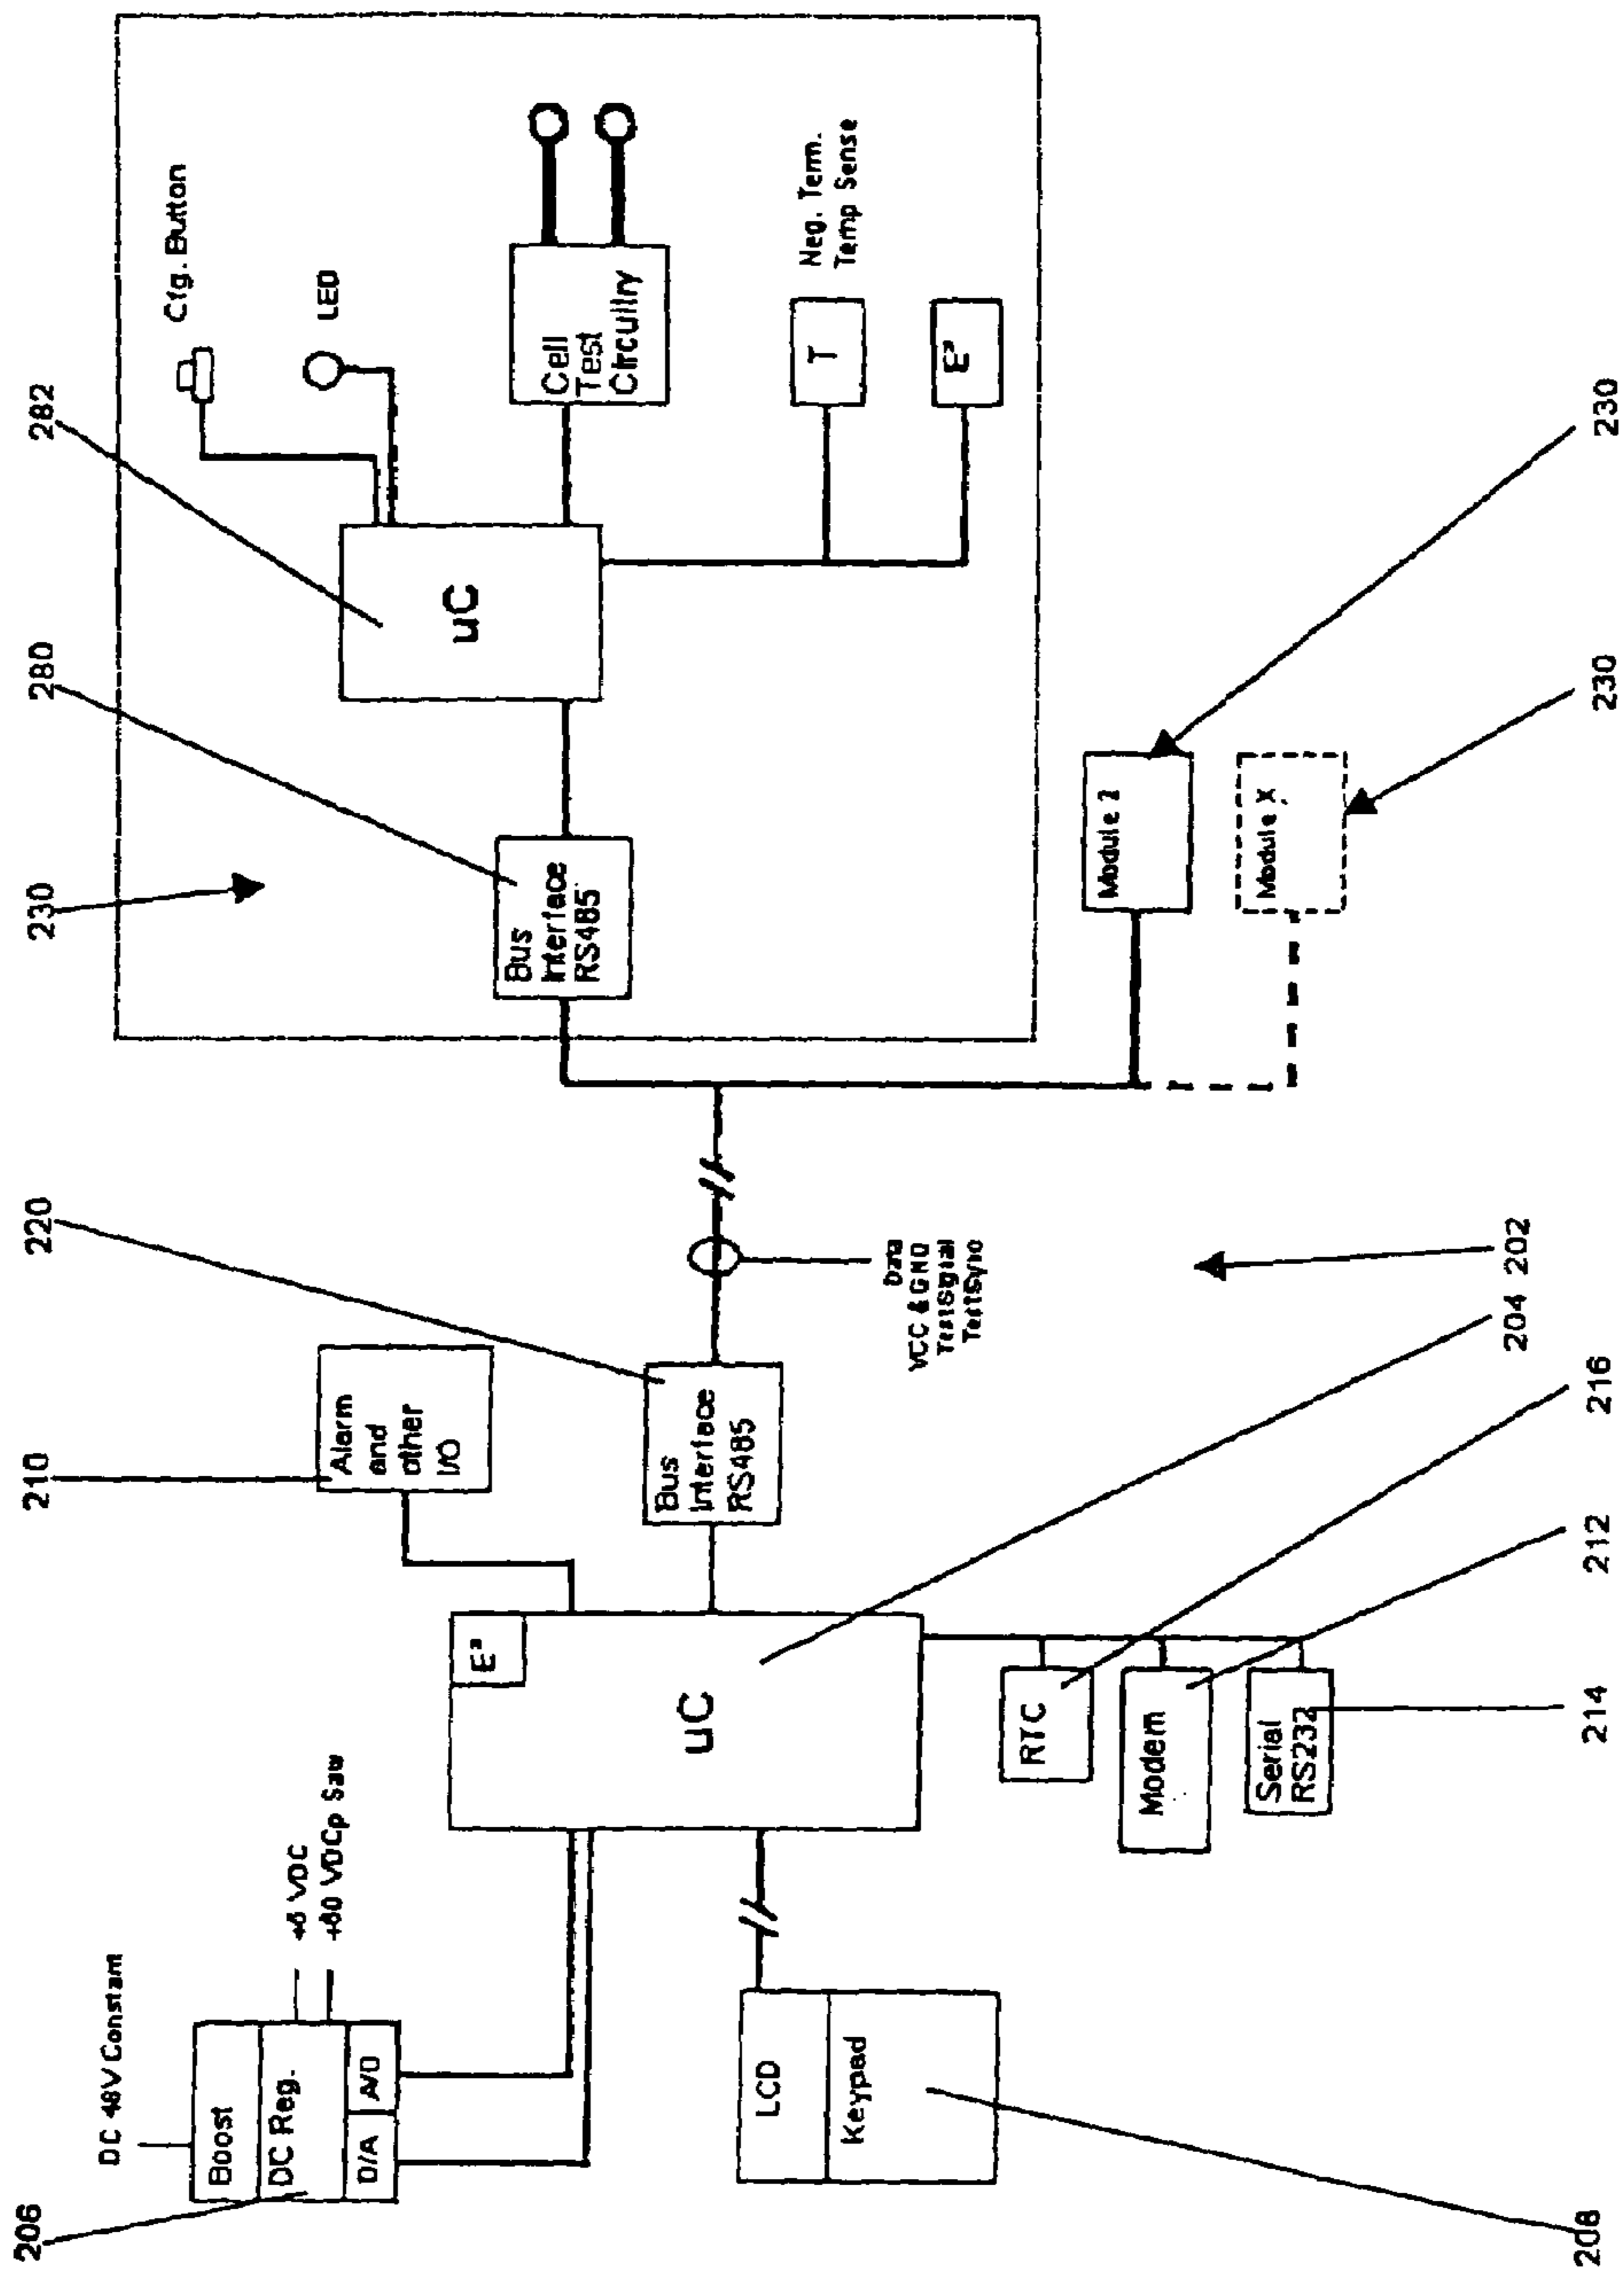 206
DC 48V Constant
Boost
DC Reg.
D/A
A/D
+5 VDC
+80 VDCp Saw
210
Alarm
and
other
I/O
220
230
280
282
Cfg. Button
LED
E²
uC
Bus
Interface
RS485
Bus
Interface
RS485
uC
Cell
Test
Circuitry
T
Neg. Term.
Temp Sense
E²
LCD
Keypad
Data
VCC & GND
TestSignal
TestSync
RTC
Modem
Serial
RS232
Module 2
Module X
208
214
212
216
204
202
230
230